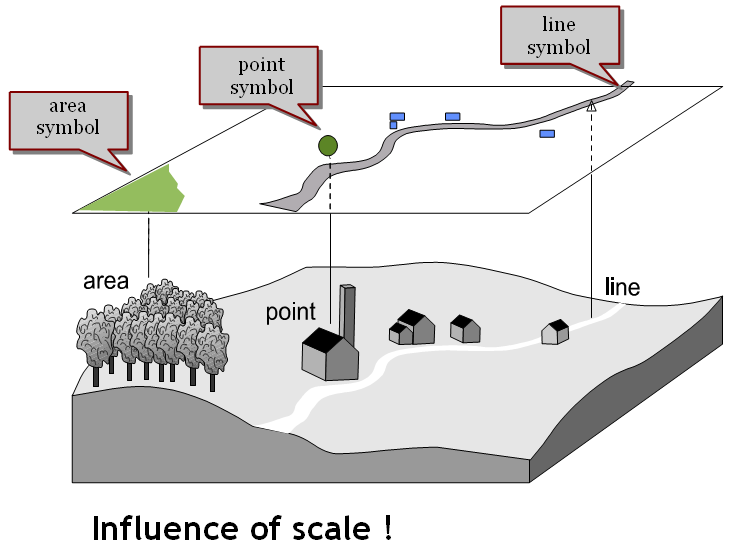 line
symbol
point
symbol
area
symbol
area
line
point
Influence of scale !